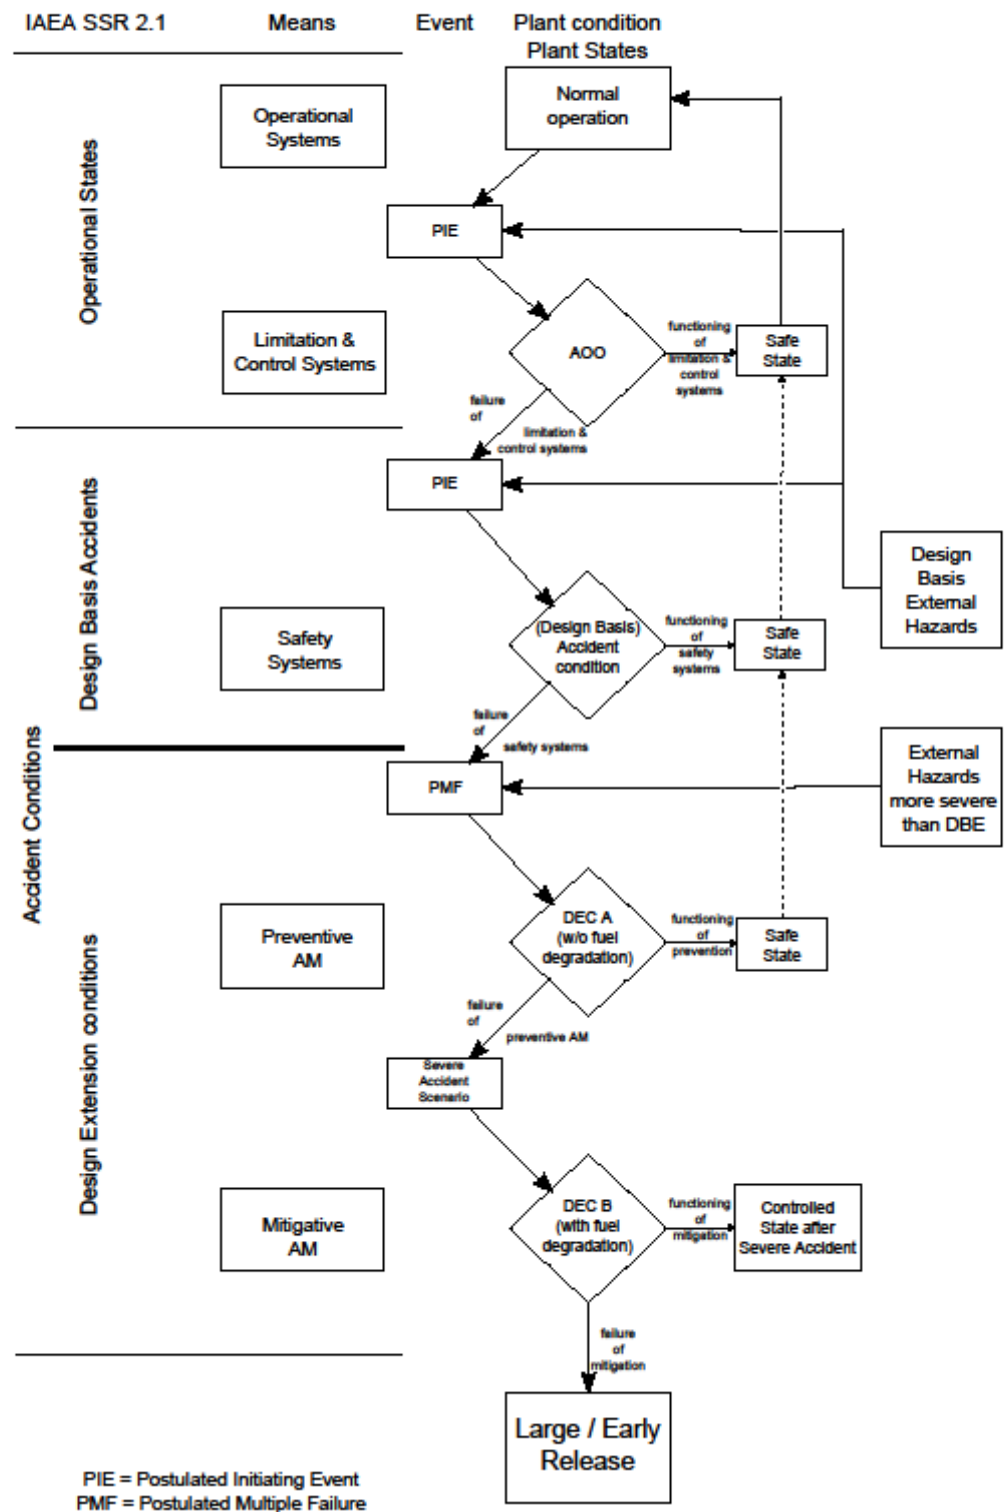 IAEA SSR 2.1
Means
Event
Plant condition
Plant States
Normal
operation
Operational
Systems
Operational States
PIE
Limitation &
Control Systems
AOO
functioning
of
limitation &
control
systems
Safe
State
failure
of
limitation &
control systems
PIE
Design Basis Accidents
Design
Basis
External
Hazards
Safety
Systems
(Design Basis)
Accident
condition
functioning
of
safety
systems
Safe
State
failure
of
safety systems
Accident Conditions
PMF
External
Hazards
more severe
than DBE
Design Extension conditions
Preventive
AM
DEC A
(w/o fuel
degradation)
functioning
of
prevention
Safe
State
failure
of
preventive AM
Severe
Accident
Scenario
Mitigative
AM
DEC B
(with fuel
degradation)
functioning
of
mitigation
Controlled
State after
Severe Accident
failure
of
mitigation
Large / Early
Release
PIE = Postulated Initiating Event
PMF = Postulated Multiple Failure